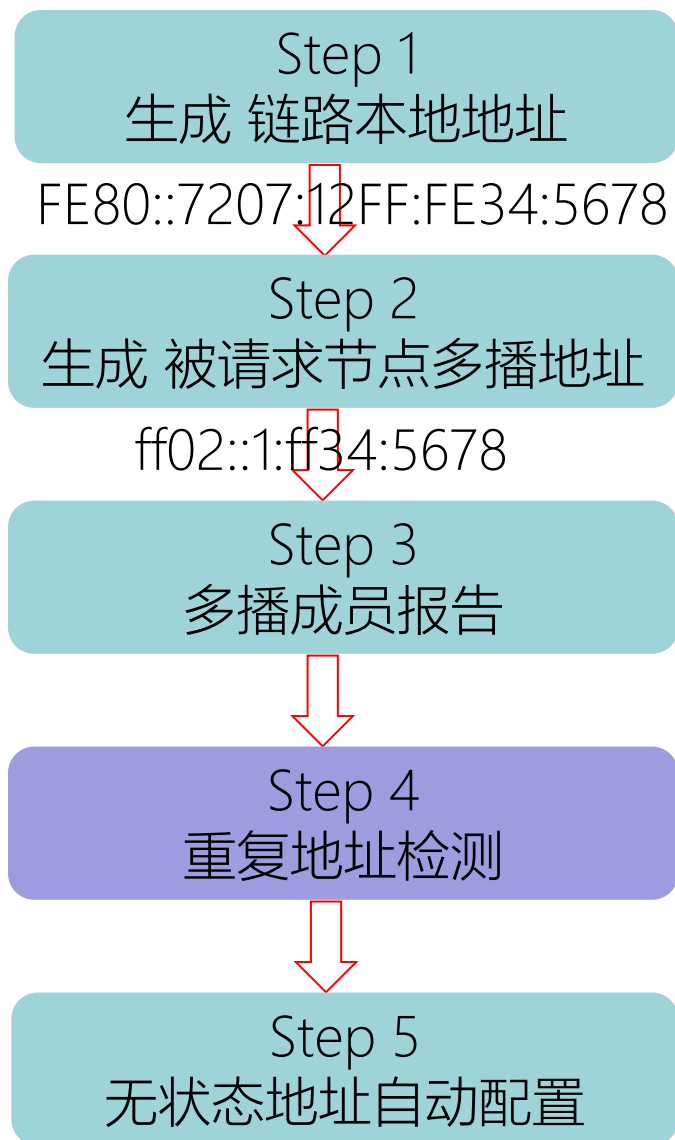 Step 1
生成 链路本地地址
FE80::7207:12FF:FE34:5678
Step 2
生成 被请求节点多播地址
ff02::1:ff34:5678
Step 3
多播成员报告
Step 4
重复地址检测
Step 5
无状态地址自动配置